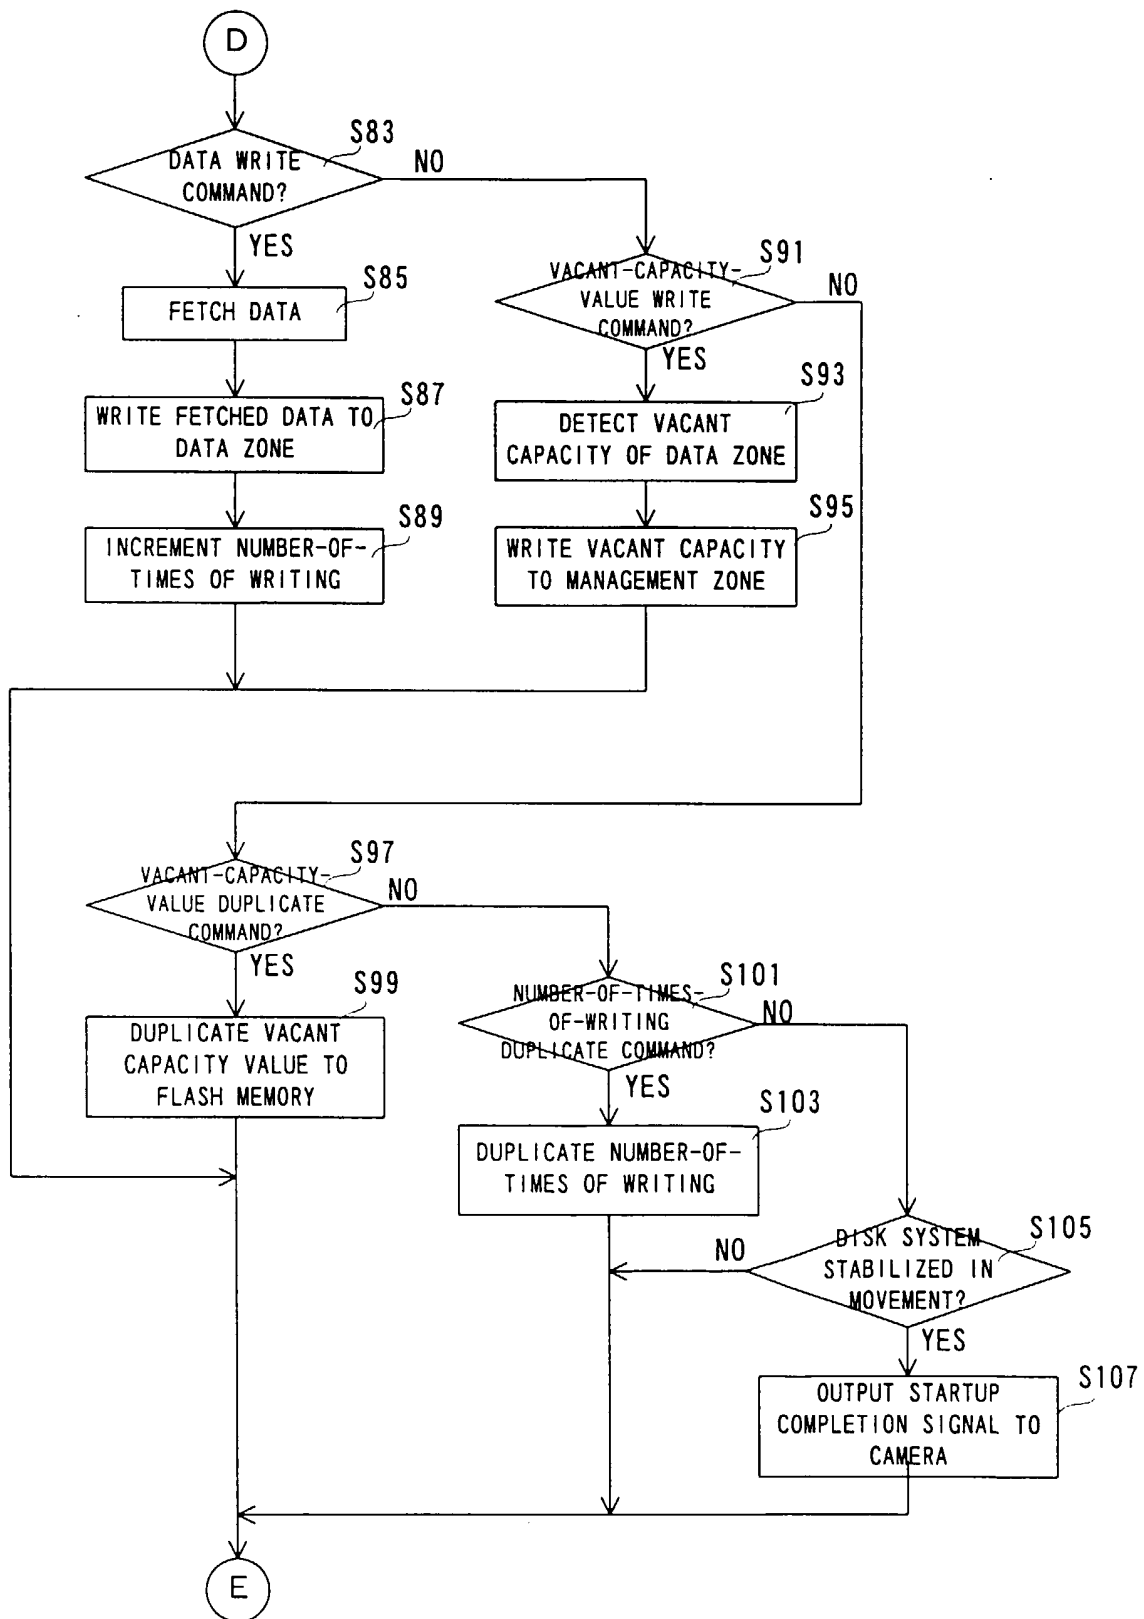 D
S83
DATA WRITE
COMMAND?
NO
YES
S85
FETCH DATA
S87
WRITE FETCHED DATA TO
DATA ZONE
S89
INCREMENT NUMBER-OF-
TIMES OF WRITING
S91
VACANT-CAPACITY-
VALUE WRITE
COMMAND?
NO
YES
S93
DETECT VACANT
CAPACITY OF DATA ZONE
S95
WRITE VACANT CAPACITY
TO MANAGEMENT ZONE
S97
VACANT-CAPACITY-
VALUE DUPLICATE
COMMAND?
NO
YES
S99
DUPLICATE VACANT
CAPACITY VALUE TO
FLASH MEMORY
S101
NUMBER-OF-TIMES-
OF-WRITING
DUPLICATE COMMAND?
NO
YES
S103
DUPLICATE NUMBER-OF-
TIMES OF WRITING
S105
DISK SYSTEM
STABILIZED IN
MOVEMENT?
NO
YES
S107
OUTPUT STARTUP
COMPLETION SIGNAL TO
CAMERA
E